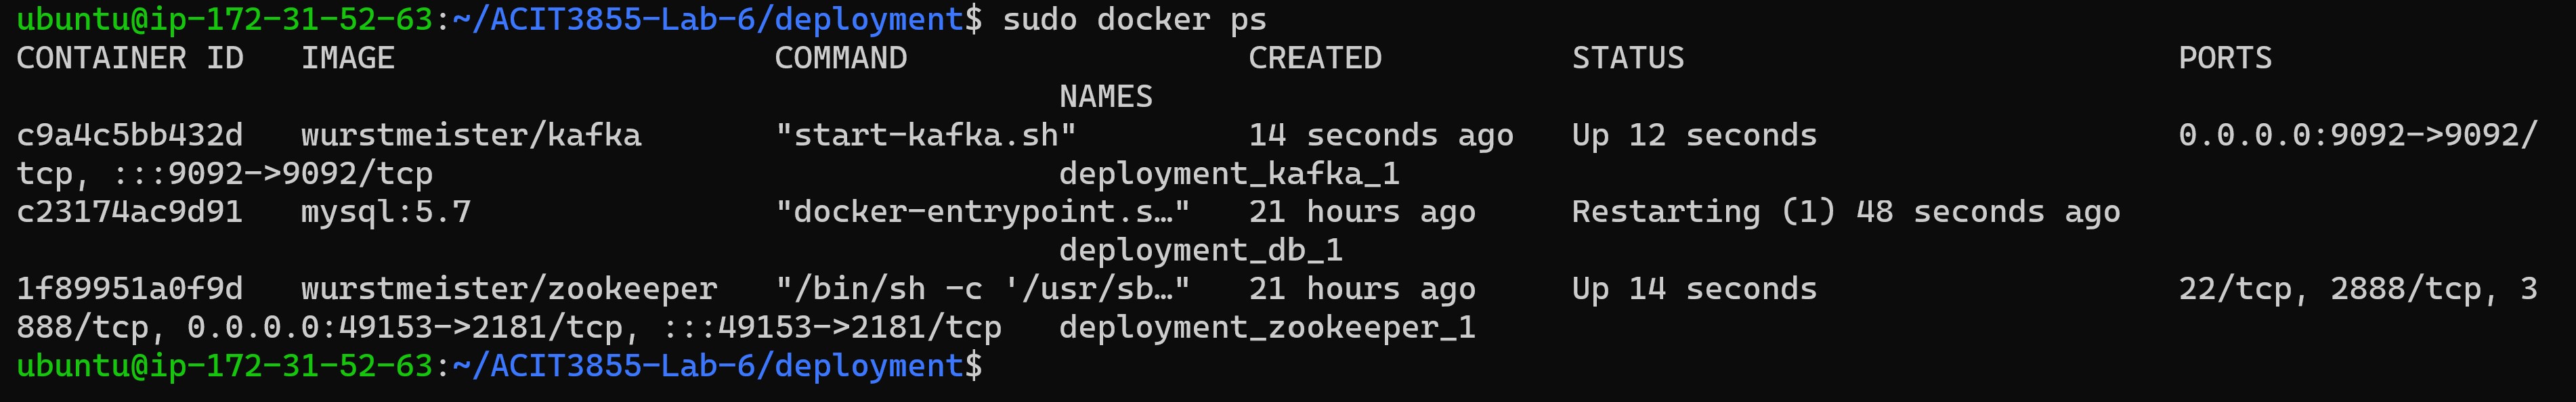 ubuntu@ip-172-31-52-63:~/ACIT3855-Lab-6/deployment$ sudo docker ps
CONTAINER ID   IMAGE                    COMMAND                  CREATED          STATUS                          PORTS
                                                       NAMES
c9a4c5bb432d   wurstmeister/kafka       "start-kafka.sh"         14 seconds ago   Up 12 seconds                   0.0.0.0:9092->9092/
tcp, :::9092->9092/tcp                                 deployment_kafka_1
c23174ac9d91   mysql:5.7                "docker-entrypoint.s…"   21 hours ago     Restarting (1) 48 seconds ago
                                                       deployment_db_1
1f89951a0f9d   wurstmeister/zookeeper   "/bin/sh -c '/usr/sb…"   21 hours ago     Up 14 seconds                   22/tcp, 2888/tcp, 3
888/tcp, 0.0.0.0:49153->2181/tcp, :::49153->2181/tcp   deployment_zookeeper_1
ubuntu@ip-172-31-52-63:~/ACIT3855-Lab-6/deployment$